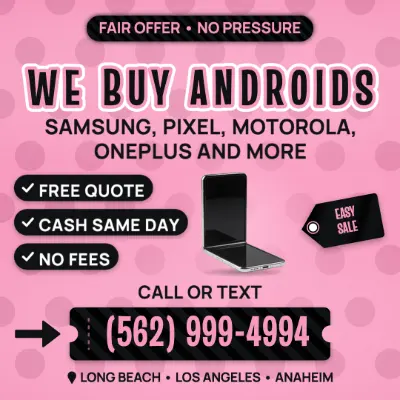 FAIR OFFER • NO PRESSURE
WE BUY ANDROIDS
SAMSUNG, PIXEL, MOTOROLA,
ONEPLUS AND MORE
FREE QUOTE
CASH SAME DAY
NO FEES
EASY
SALE
CALL OR TEXT
(562) 999-4994
LONG BEACH • LOS ANGELES • ANAHEIM